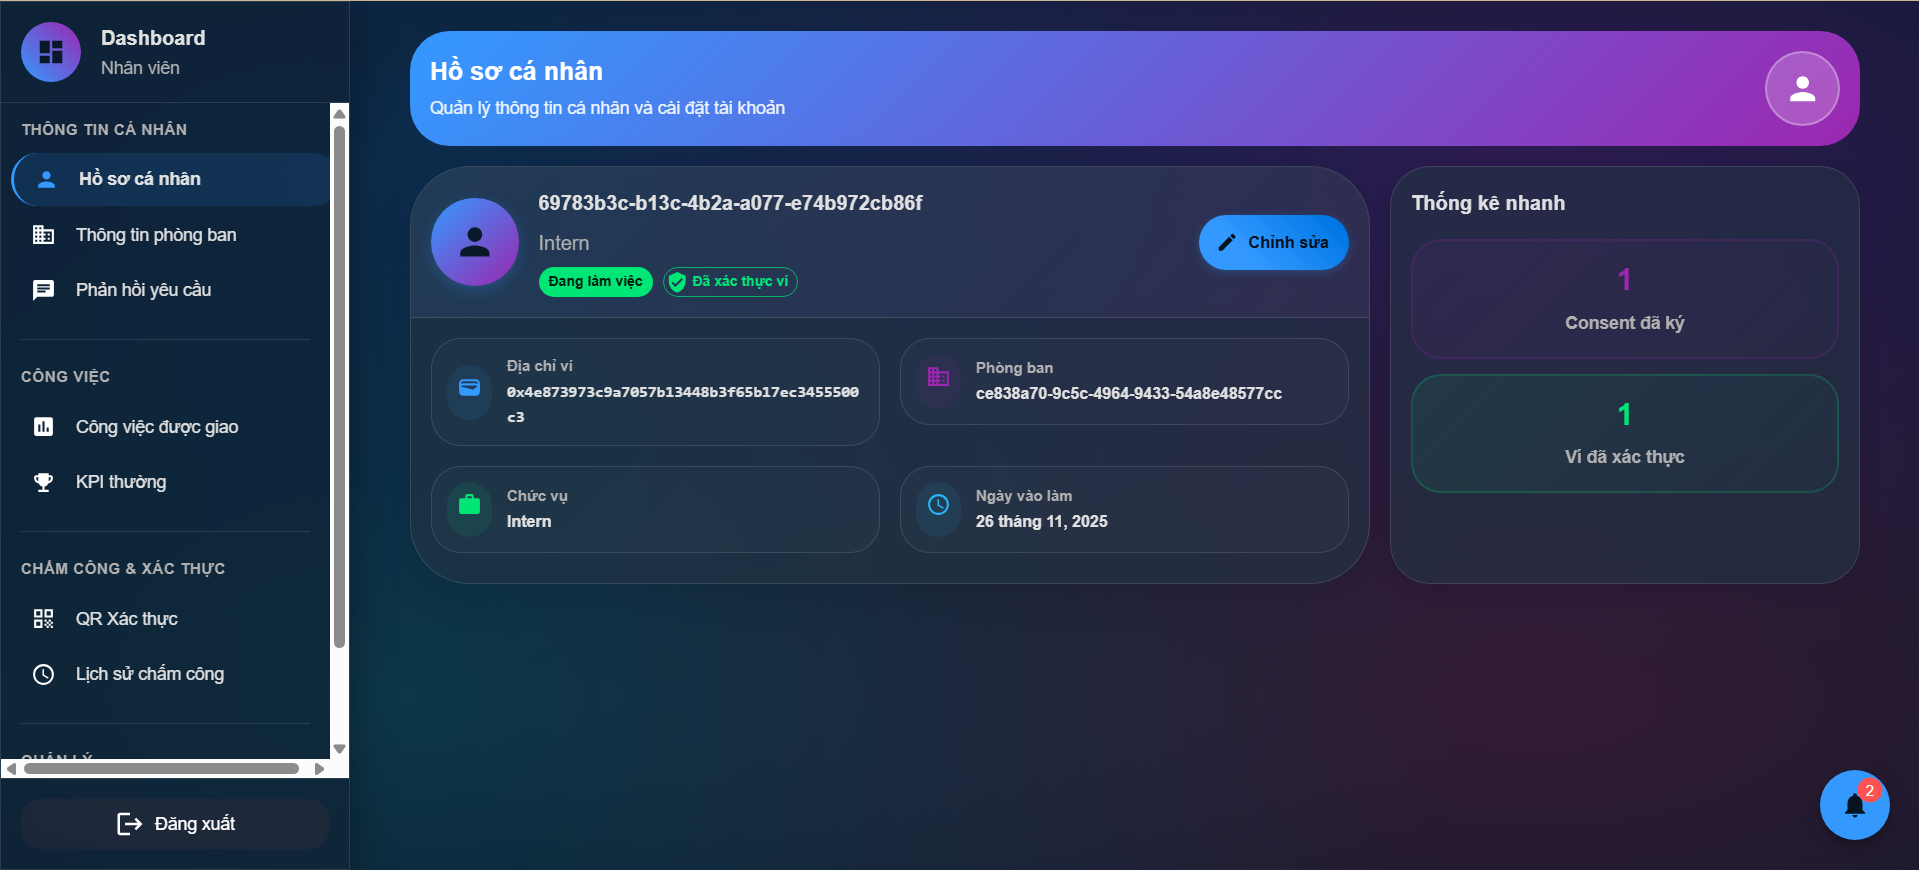 Dashboard
Nhân viên
THÔNG TIN CÁ NHÂN
Hồ sơ cá nhân
Thông tin phòng ban
Phản hồi yêu cầu
CÔNG VIỆC
Công việc được giao
KPI thưởng
CHẤM CÔNG & XÁC THỰC
QR Xác thực
Lịch sử chấm công
QUẢN LÝ
Đăng xuất
Hồ sơ cá nhân
Quản lý thông tin cá nhân và cài đặt tài khoản
69783b3c-b13c-4b2a-a077-e74b972cb86f
Intern
Đang làm việc
Đã xác thực ví
Chỉnh sửa
Địa chỉ ví
0x4e873973c9a7057b13448b3f65b17ec3455500
c3
Phòng ban
ce838a70-9c5c-4964-9433-54a8e48577cc
Chức vụ
Intern
Ngày vào làm
26 tháng 11, 2025
Thống kê nhanh
1
Consent đã ký
1
Ví đã xác thực
2